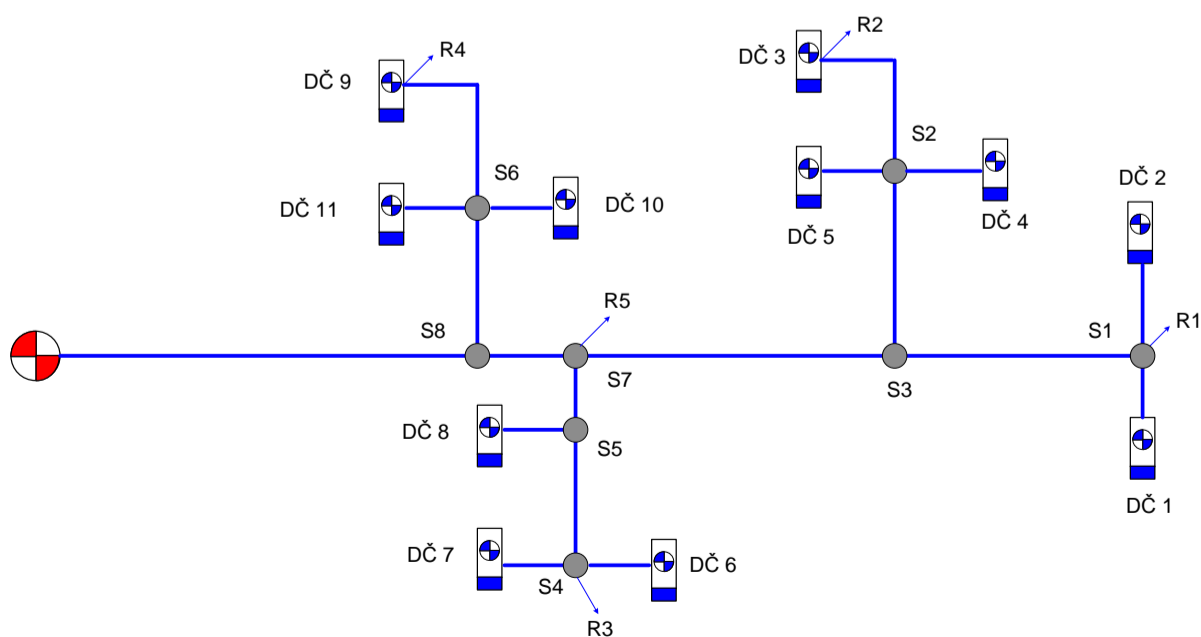 R2
R4
DČ 3
DČ 9
S2
DČ 2
S6
DČ 11
DČ 10
DČ 4
DČ 5
R5
R1
S8
S1
S7
S3
DČ 8
S5
DČ 1
DČ 7
DČ 6
S4
R3